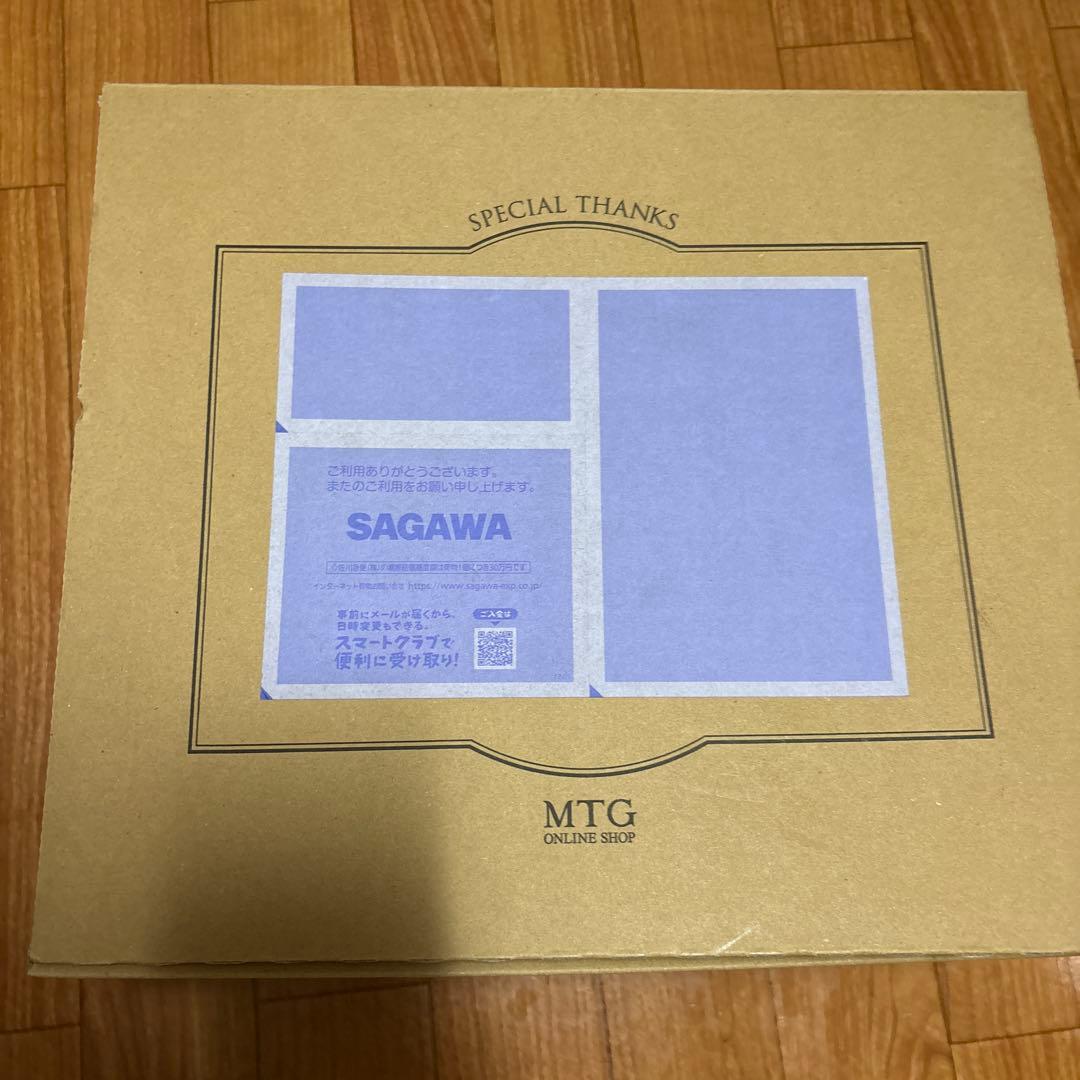 SPECIAL THANKS
ご利用ありがとうございます。
またのご利用をお願い申し上げます。
SAGAWA
インターネット荷物お問い合せ https://www.sagawa-exp.co.jp/
事前にメールが届くから、
日時変更もできる。
スマートクラブで
便利に受け取り!
ご入会は
MTG
ONLINE SHOP